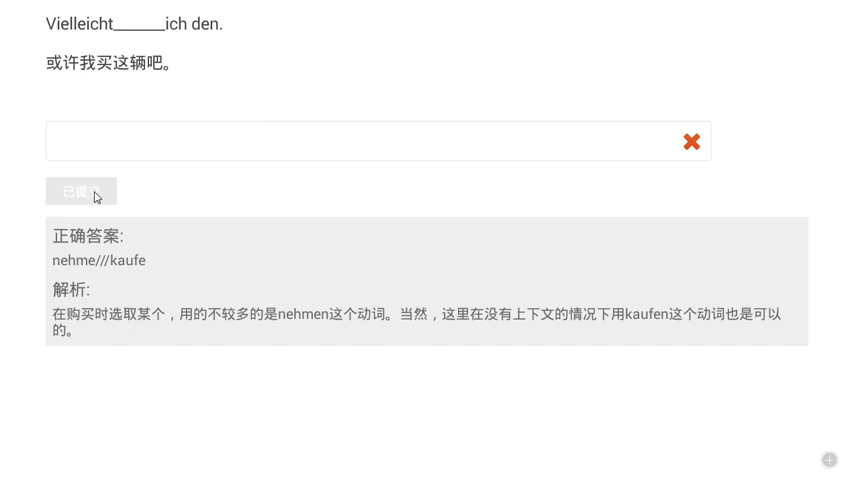 Vielleicht______ich den.
或许我买这辆吧。
已提交
正确答案:
nehme///kaufe
解析:
在购买时选取某个，用的不较多的是nehmen这个动词。当然，这里在没有上下文的情况下用kaufen这个动词也是可以
的。